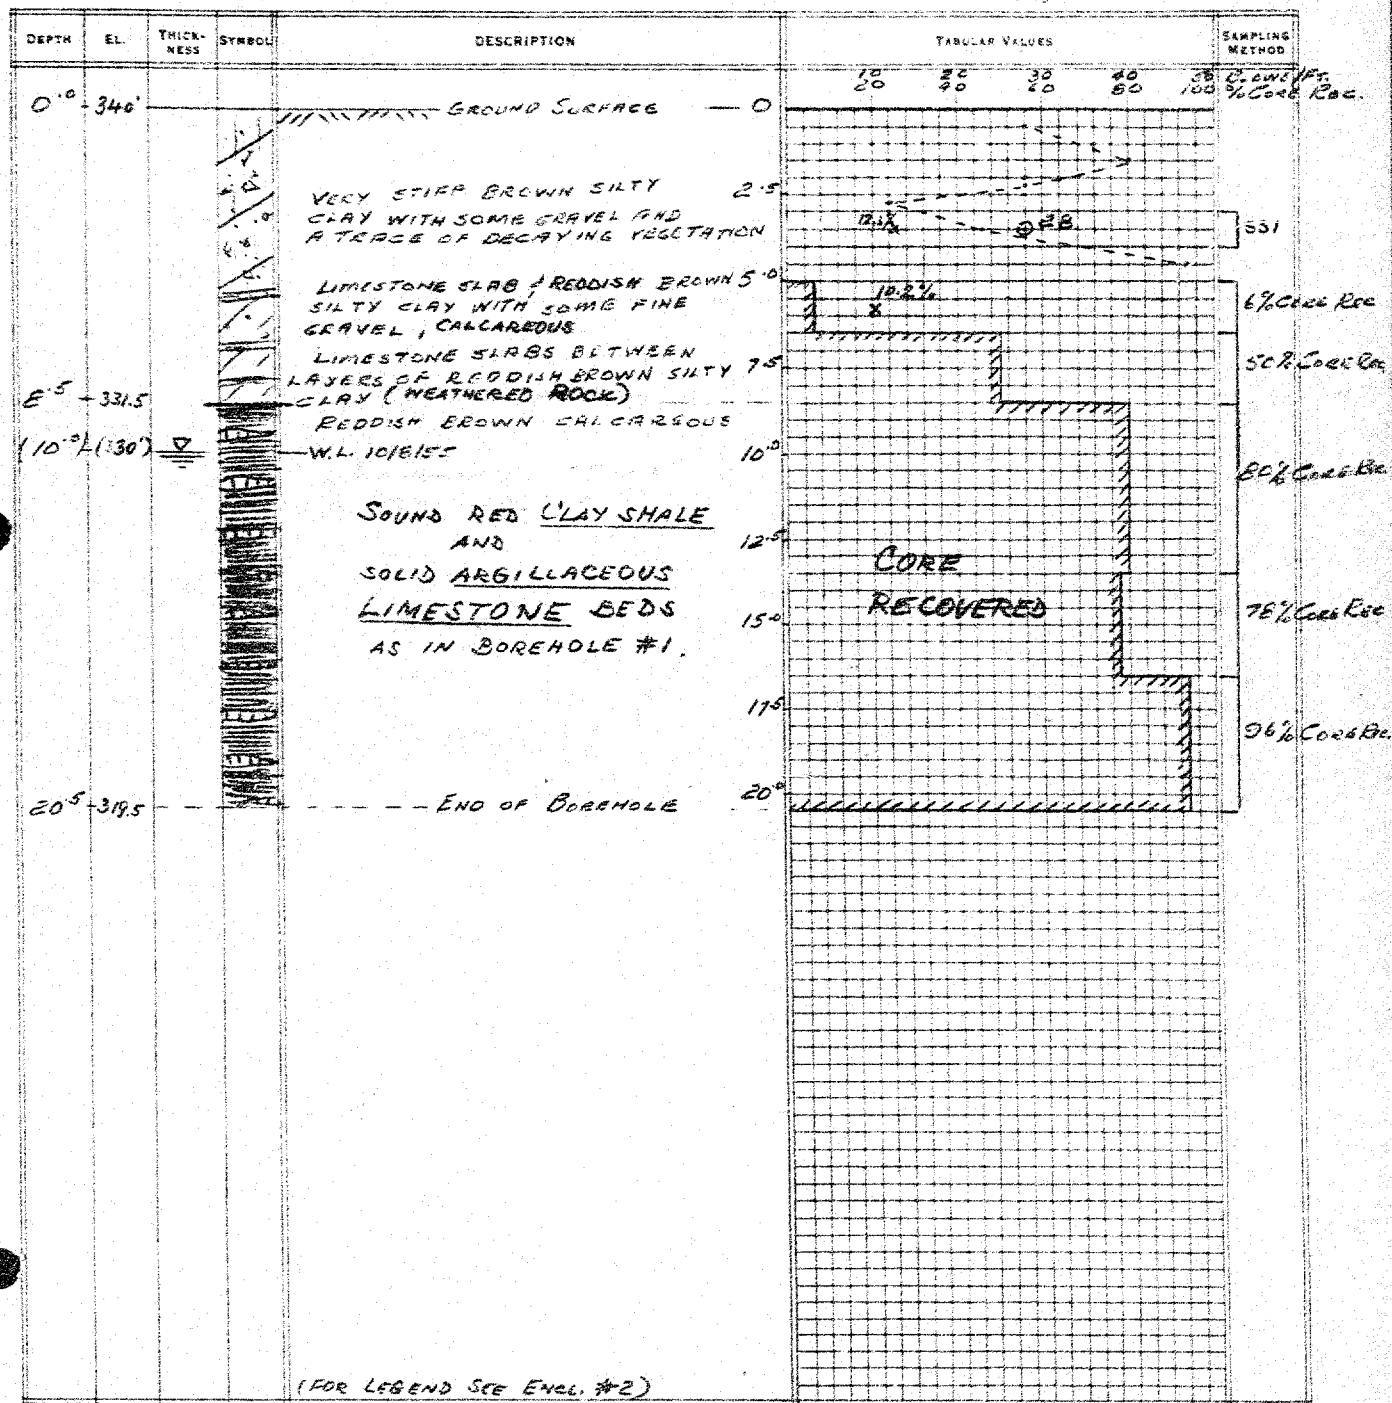 DEPTH EL. THICK-NESS SYMBOL DESCRIPTION TABULAR VALUES SAMPLING METHOD
10 20 30 40 50 BLOWS/FT.
20 40 60 80 100 % CORE REC.
0.0 340' GROUND SURFACE 0
VERY STIFF BROWN SILTY 2.5
CLAY WITH SOME GRAVEL AND
A TRACE OF DECAYING VEGETATION
28 SS1
LIMESTONE SLAB & REDDISH BROWN 5.0
SILTY CLAY WITH SOME FINE 10.2% 6% CORE REC
GRAVEL, CALCAREOUS
LIMESTONE SLABS BETWEEN
LAYERS OF REDDISH BROWN SILTY 7.5 50% CORE REC
8.5 331.5 CLAY (WEATHERED ROCK)
REDDISH BROWN CALCAREOUS
(10.0) (330') W.L. 10/8/55 10.0
80% CORE REC
SOUND RED CLAY SHALE
AND 12.5
SOLID ARGILLACEOUS CORE
LIMESTONE BEDS RECOVERED 78% CORE REC
15.0
AS IN BOREHOLE #1.
17.5
96% CORE REC.
20.0
20.5 319.5 END OF BOREHOLE
(FOR LEGEND SEE ENCL. #2)